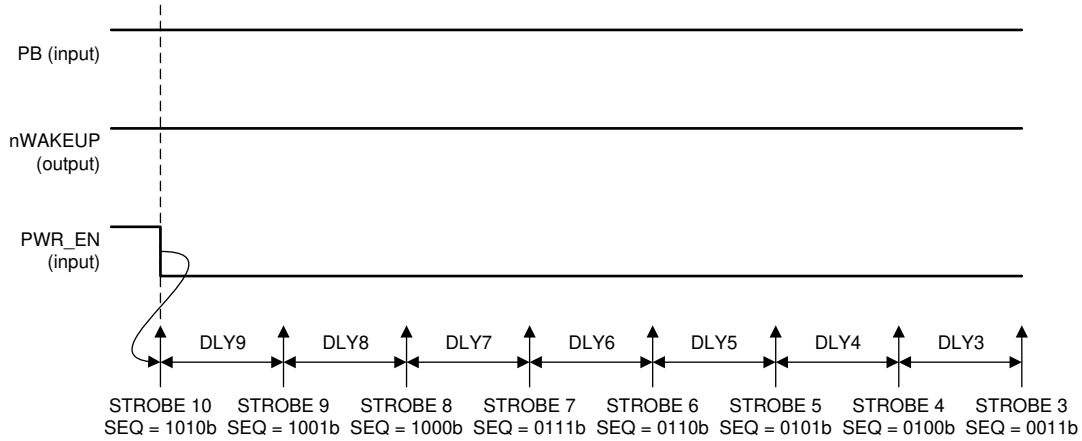 PB (input)
nWAKEUP
(output)
PWR_EN
(input)
DLY9 DLY8 DLY7 DLY6 DLY5 DLY4 DLY3
STROBE 10 STROBE 9 STROBE 8 STROBE 7 STROBE 6 STROBE 5 STROBE 4 STROBE 3
SEQ = 1010b SEQ = 1001b SEQ = 1000b SEQ = 0111b SEQ = 0110b SEQ = 0101b SEQ = 0100b SEQ = 0011b